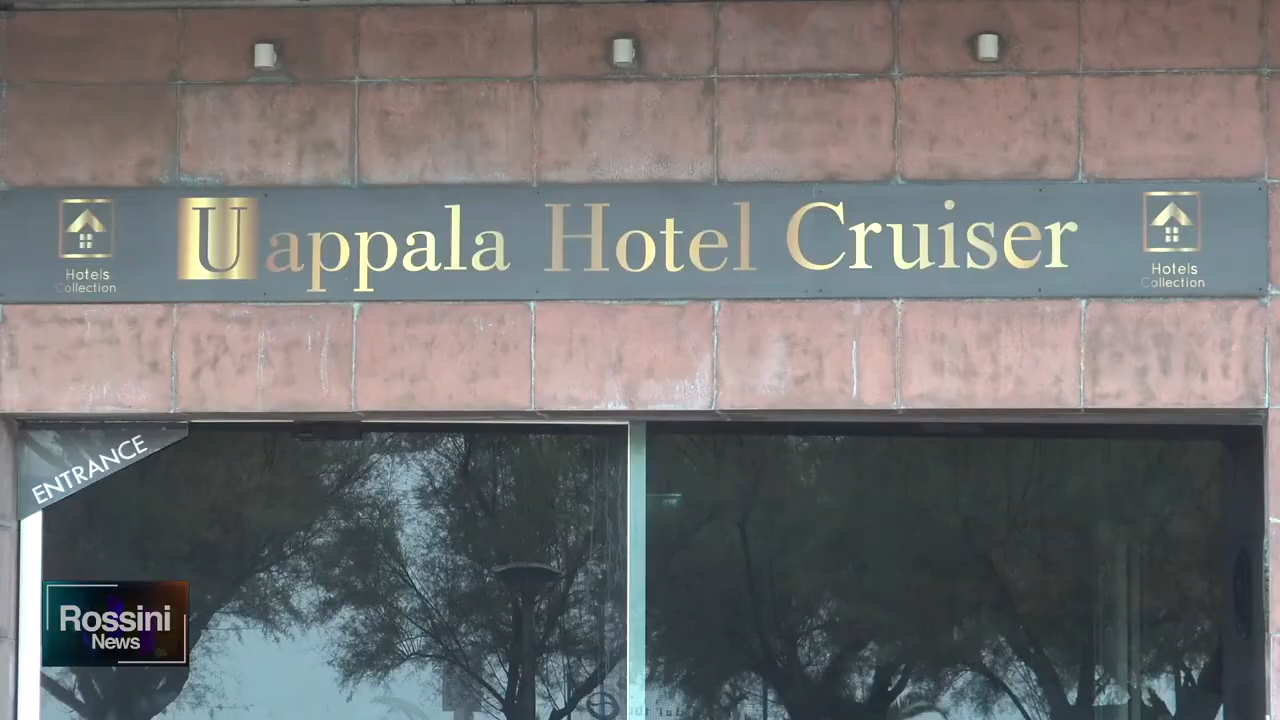 Uappala Hotel Cruiser
Hotels
Collection
Hotels
Collection
ENTRANCE
Rossini
News